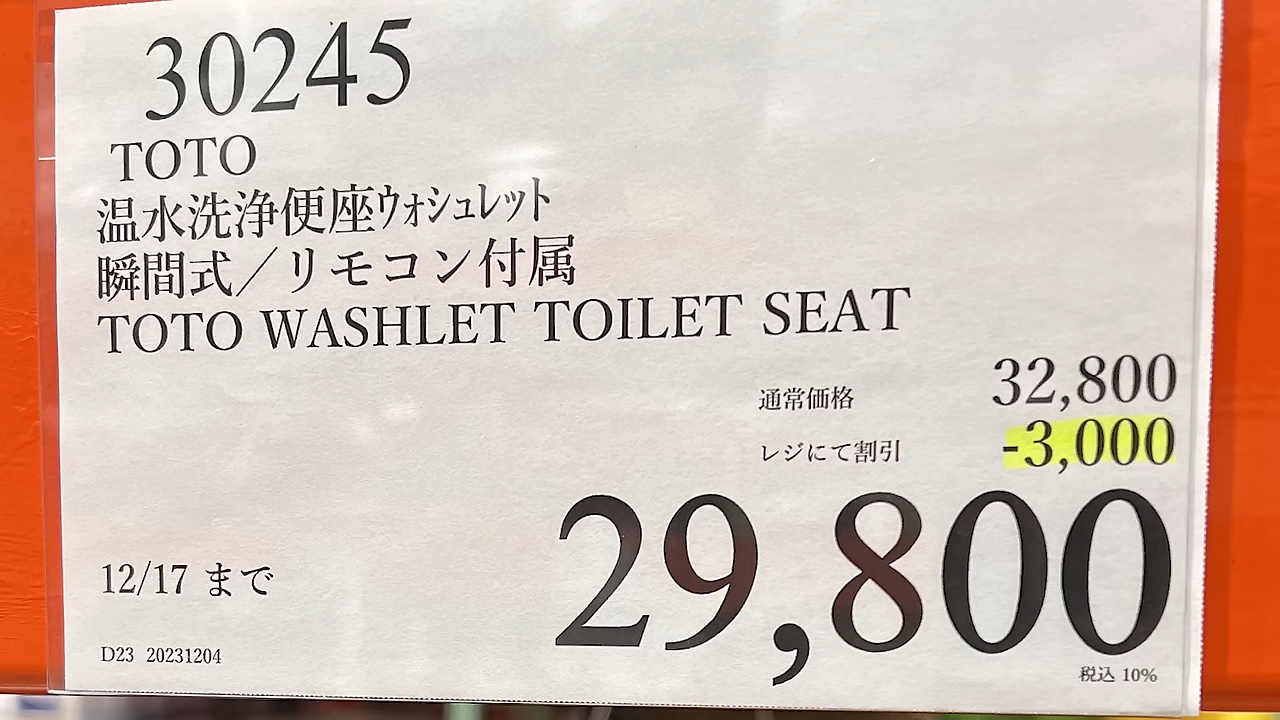 30245
TOTO
温水洗浄便座ｳｫｼｭﾚｯﾄ
瞬間式／リモコン付属
TOTO WASHLET TOILET SEAT
通常価格 32,800
レジにて割引 -3,000
29,800
12/17 まで
D23 20231204
税込 10%